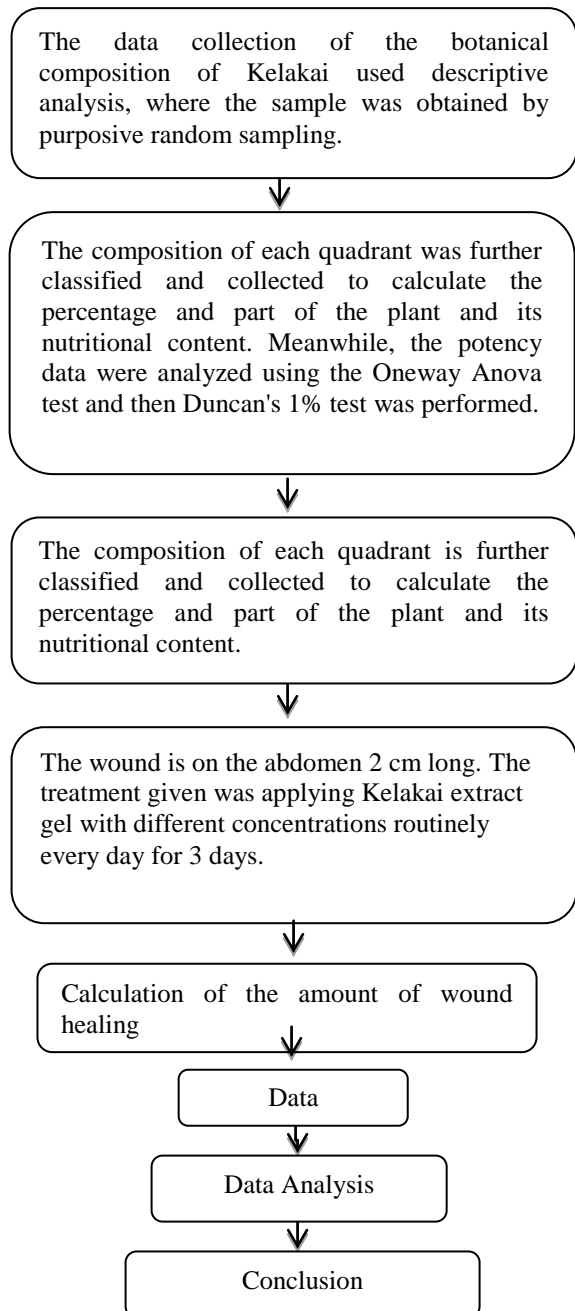 The data collection of the botanical
composition of Kelakai used descriptive
analysis, where the sample was obtained by
purposive random sampling.
The composition of each quadrant was further
classified and collected to calculate the
percentage and part of the plant and its
nutritional content. Meanwhile, the potency
data were analyzed using the Oneway Anova
test and then Duncan's 1% test was performed.
The composition of each quadrant is further
classified and collected to calculate the
percentage and part of the plant and its
nutritional content.
The wound is on the abdomen 2 cm long. The
treatment given was applying Kelakai extract
gel with different concentrations routinely
every day for 3 days.
Calculation of the amount of wound
healing
Data
Data Analysis
Conclusion